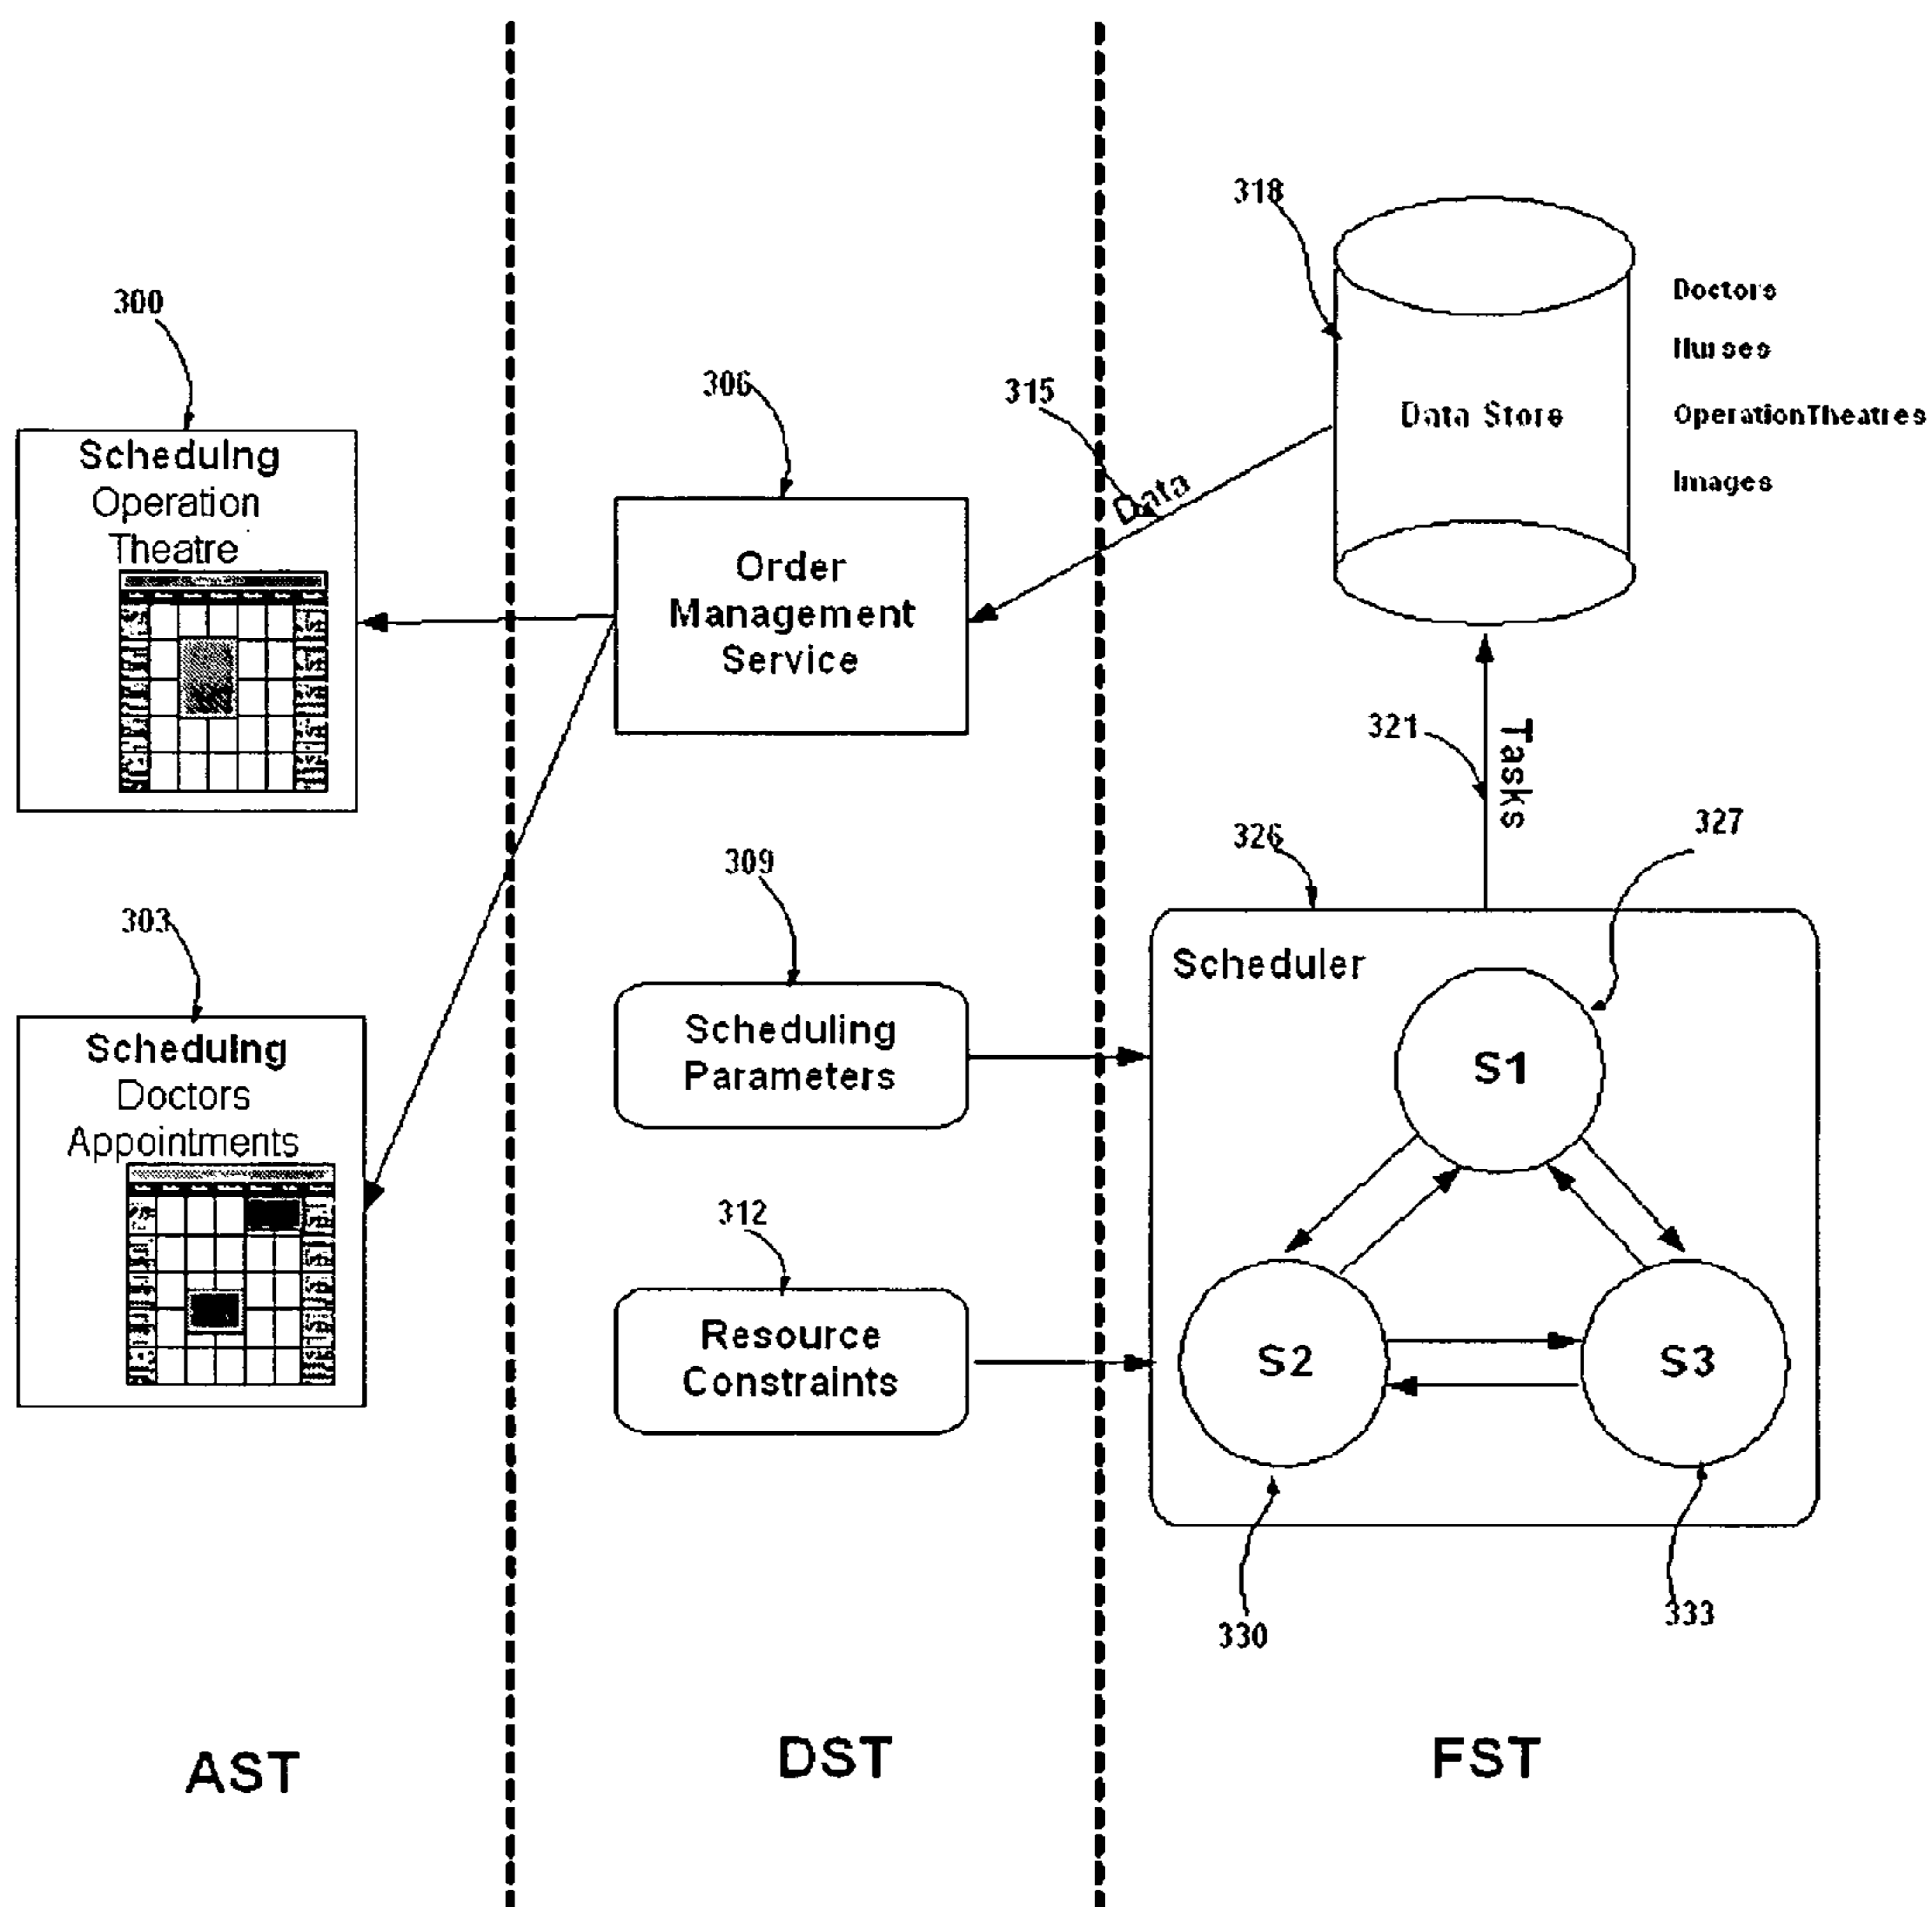 318
Doctors
Nurses
Data Store
OperationTheatres
Images
300
306
315
Data
Schedulng
Operation
Theatre
Order
Management
Service
321
Tasks
326
327
309
303
Scheduler
Scheduling
Parameters
S1
Schedulng
Doctors
Appointments
312
Resource
Constraints
S2
S3
330
333
AST
DST
FST